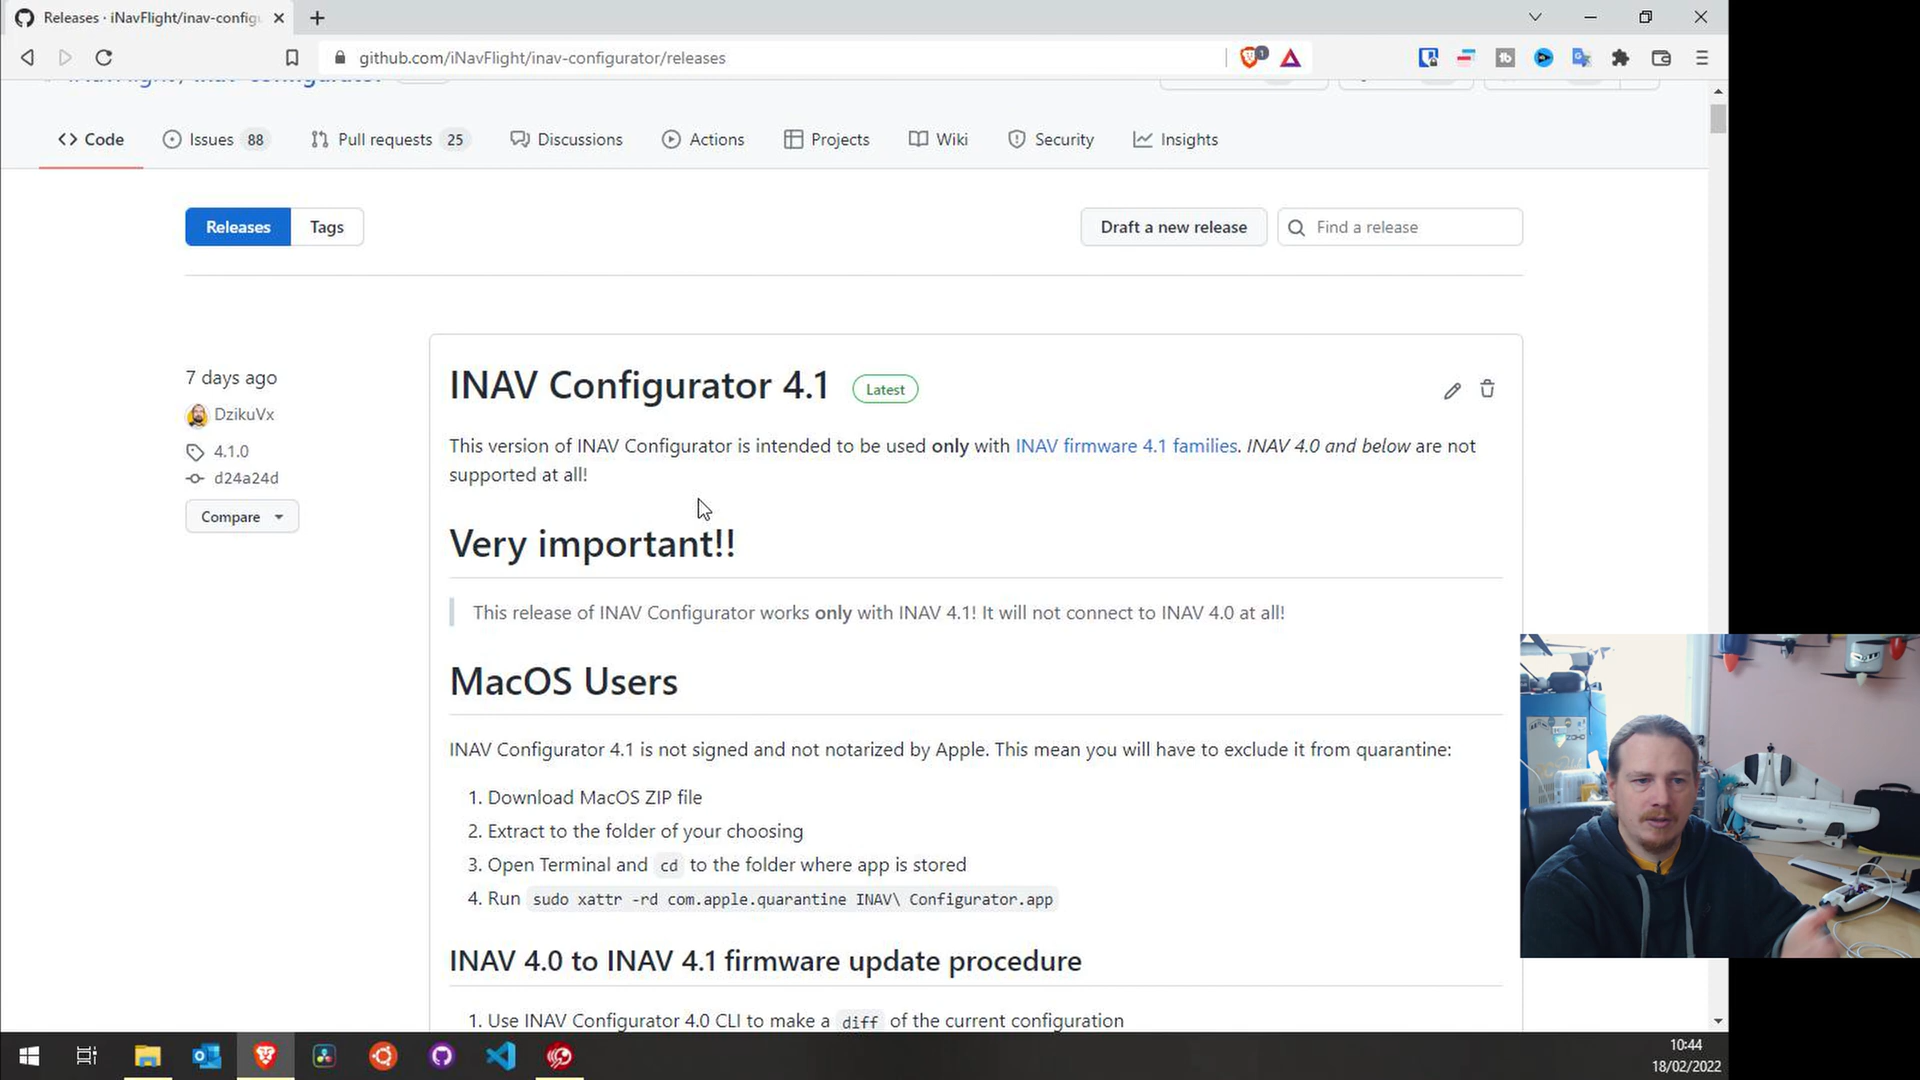 Releases · iNavFlight/inav-configu
github.com/iNavFlight/inav-configurator/releases
1
Code
Issues 88
Pull requests 25
Discussions
Actions
Projects
Wiki
Security
Insights
Releases
Tags
Draft a new release
Find a release
7 days ago
DzikuVx
4.1.0
d24a24d
Compare
INAV Configurator 4.1 Latest
This version of INAV Configurator is intended to be used only with INAV firmware 4.1 families. INAV 4.0 and below are not
supported at all!
Very important!!
This release of INAV Configurator works only with INAV 4.1! It will not connect to INAV 4.0 at all!
MacOS Users
INAV Configurator 4.1 is not signed and not notarized by Apple. This mean you will have to exclude it from quarantine:
1. Download MacOS ZIP file
2. Extract to the folder of your choosing
3. Open Terminal and cd to the folder where app is stored
4. Run sudo xattr -rd com.apple.quarantine INAV\ Configurator.app
INAV 4.0 to INAV 4.1 firmware update procedure
1. Use INAV Configurator 4.0 CLI to make a diff of the current configuration
10:44
18/02/2022